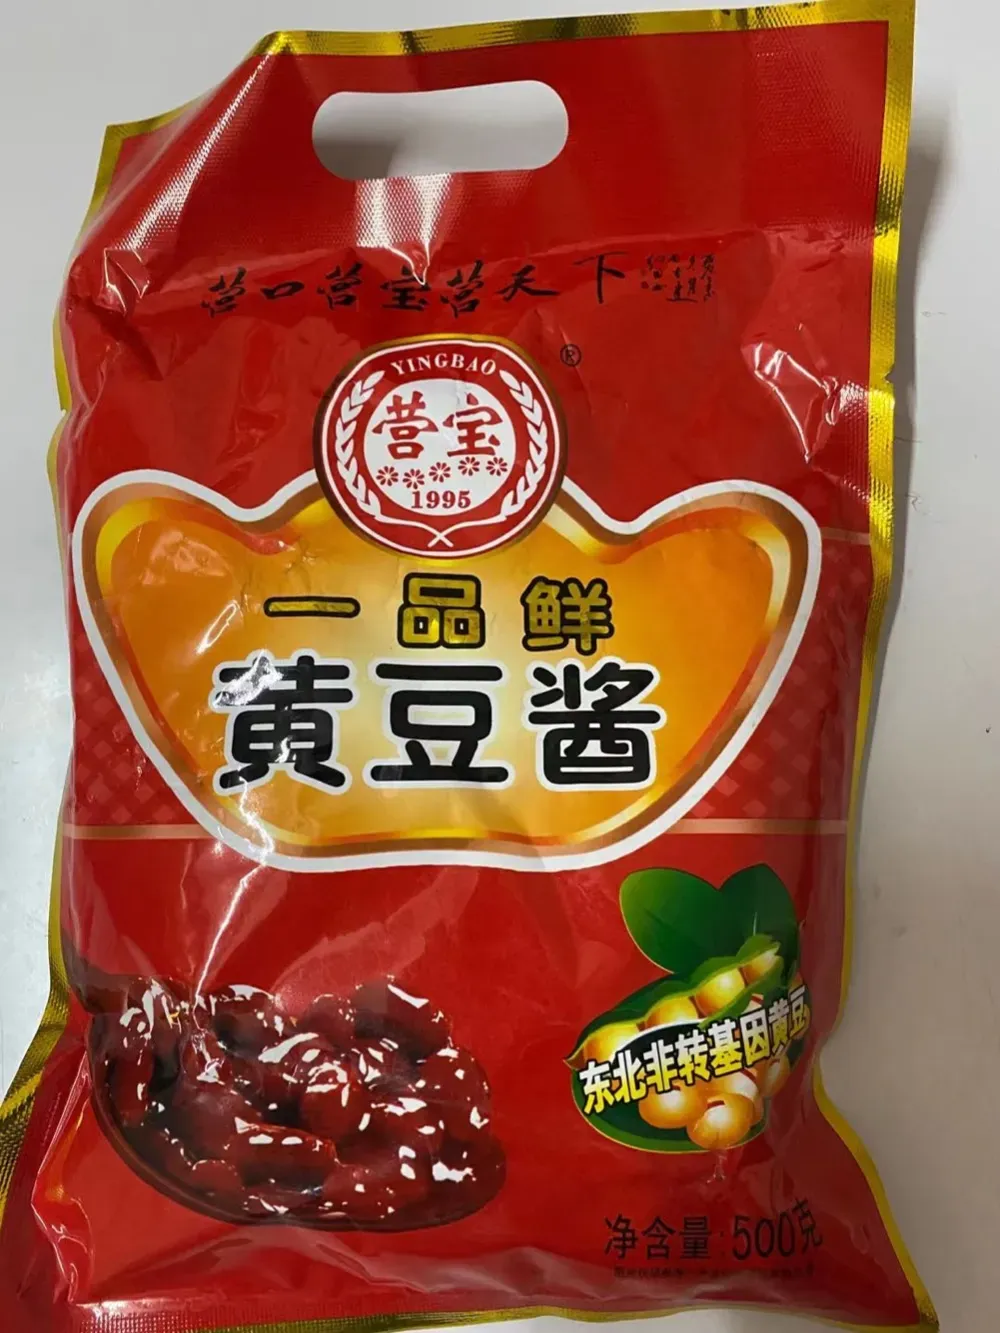 营口营宝营天下
®
YINGBAO
营宝
1995
一品鲜
黄豆酱
东北非转基因黄豆
净含量:500克